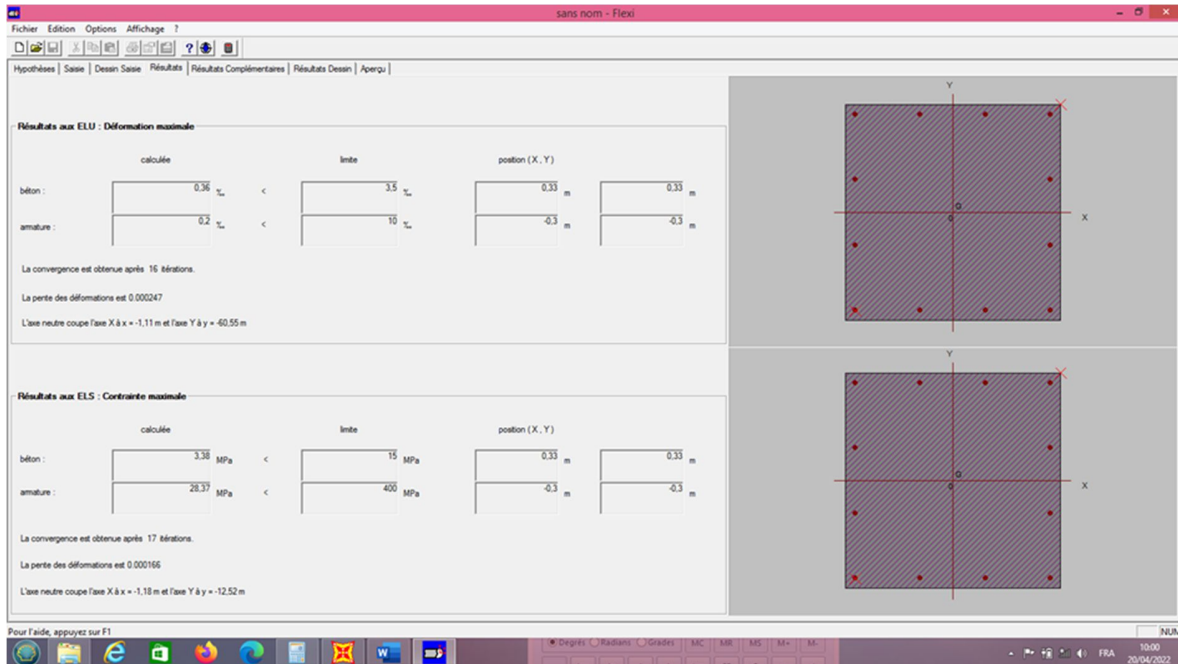 sans nom - Flexi
Fichier Edition Options Affichage ?
Hypothèses Saisie Dessin Saisie Résultats Résultats Complémentaires Résultats Dessin Aperçu
Résultats aux ELU : Déformation maximale
calculée limite position ( X , Y )
béton : 0,36 ‰ < 3,5 ‰ 0,33 m 0,33 m
armature : 0,2 ‰ < 10 ‰ -0,3 m -0,3 m
La convergence est obtenue après 16 itérations.
La pente des déformations est 0.000247
L'axe neutre coupe l'axe X à x = -1,11 m et l'axe Y à y = -60,55 m
Y
G
0
X
Résultats aux ELS : Contrainte maximale
calculée limite position ( X , Y )
béton : 3,38 MPa < 15 MPa 0,33 m 0,33 m
armature : 28,37 MPa < 400 MPa -0,3 m -0,3 m
La convergence est obtenue après 17 itérations.
La pente des déformations est 0.000166
L'axe neutre coupe l'axe X à x = -1,18 m et l'axe Y à y = -12,52 m
Y
G
0
X
Pour l'aide, appuyez sur F1
NUM
Degrés Radians Grades MC MR MS M+ M-
FRA
10:00
20/04/2022